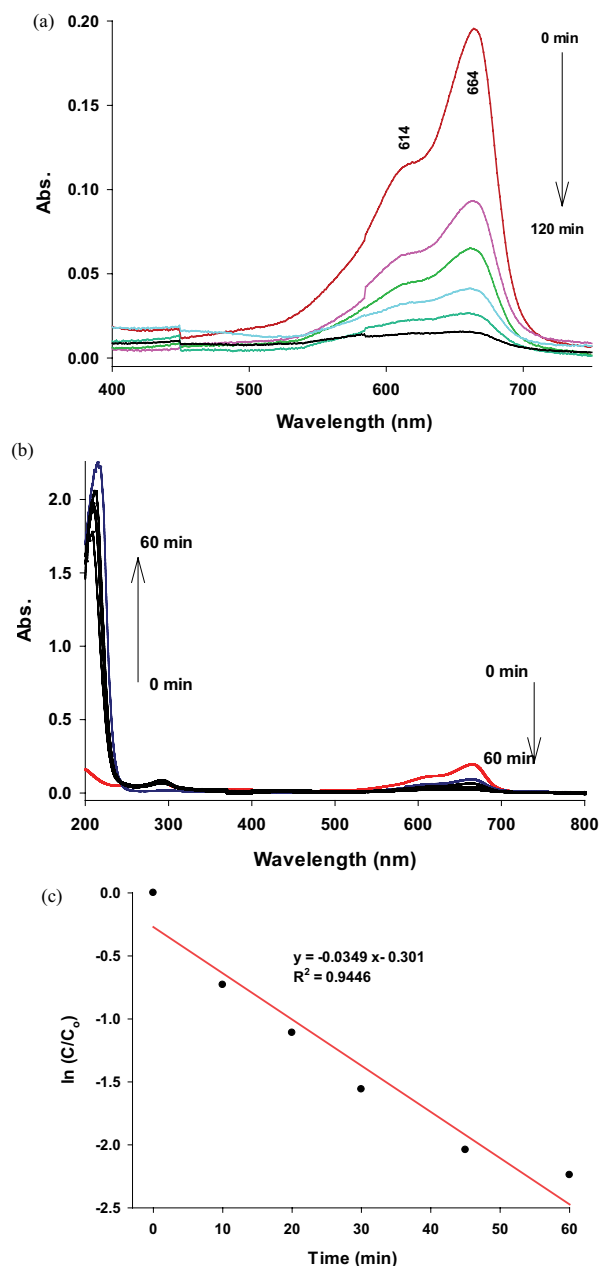 (a)
0.20
0.15
0.10
0.05
0.00
Abs.
614
664
0 min
120 min
400 500 600 700
Wavelength (nm)
(b)
2.0
1.5
1.0
0.5
0.0
Abs.
60 min
0 min
0 min
60 min
200 300 400 500 600 700 800
Wavelength (nm)
(c)
0.0
-0.5
-1.0
-1.5
-2.0
-2.5
ln (C/Co)
y = -0.0349 x- 0.301
R² = 0.9446
0 10 20 30 40 50 60
Time (min)